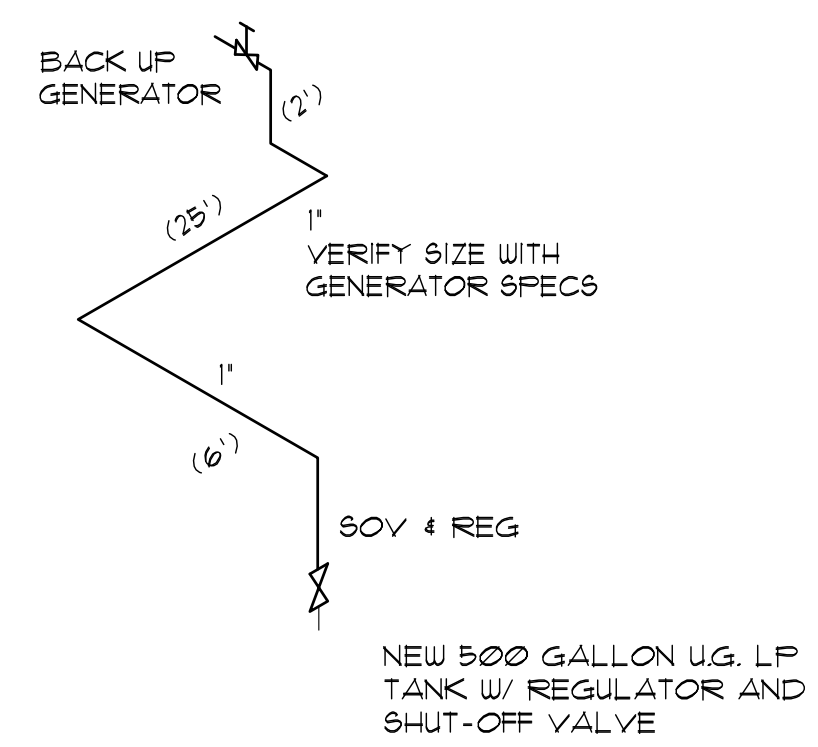 BACK UP
GENERATOR
(2')
(25')
1"
VERIFY SIZE WITH
GENERATOR SPECS
1"
(6')
SOV & REG
NEW 500 GALLON U.G. LP
TANK W/ REGULATOR AND
SHUT-OFF VALVE